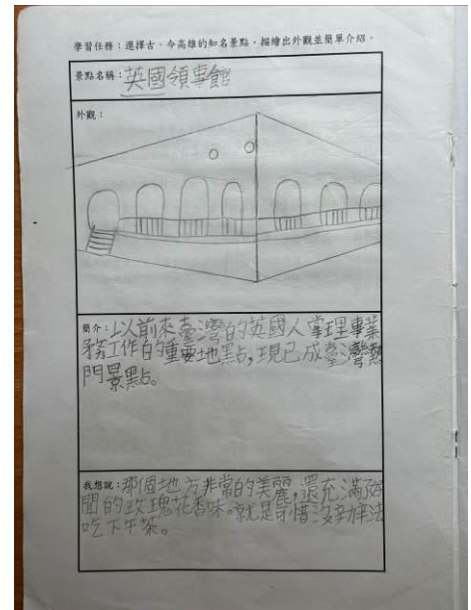 學習任務：選擇古、今高雄的知名景點，描繪出外觀並簡單介紹。
景點名稱：英國領事館
外觀：
簡介：以前來臺灣的英國人掌理事業
務工作的重要地點，現已成臺灣熱
門景點。
我想說：那個地方非常的美麗，還充滿了好
聞的玫瑰花香味。就是可惜沒辦法
吃下午茶。